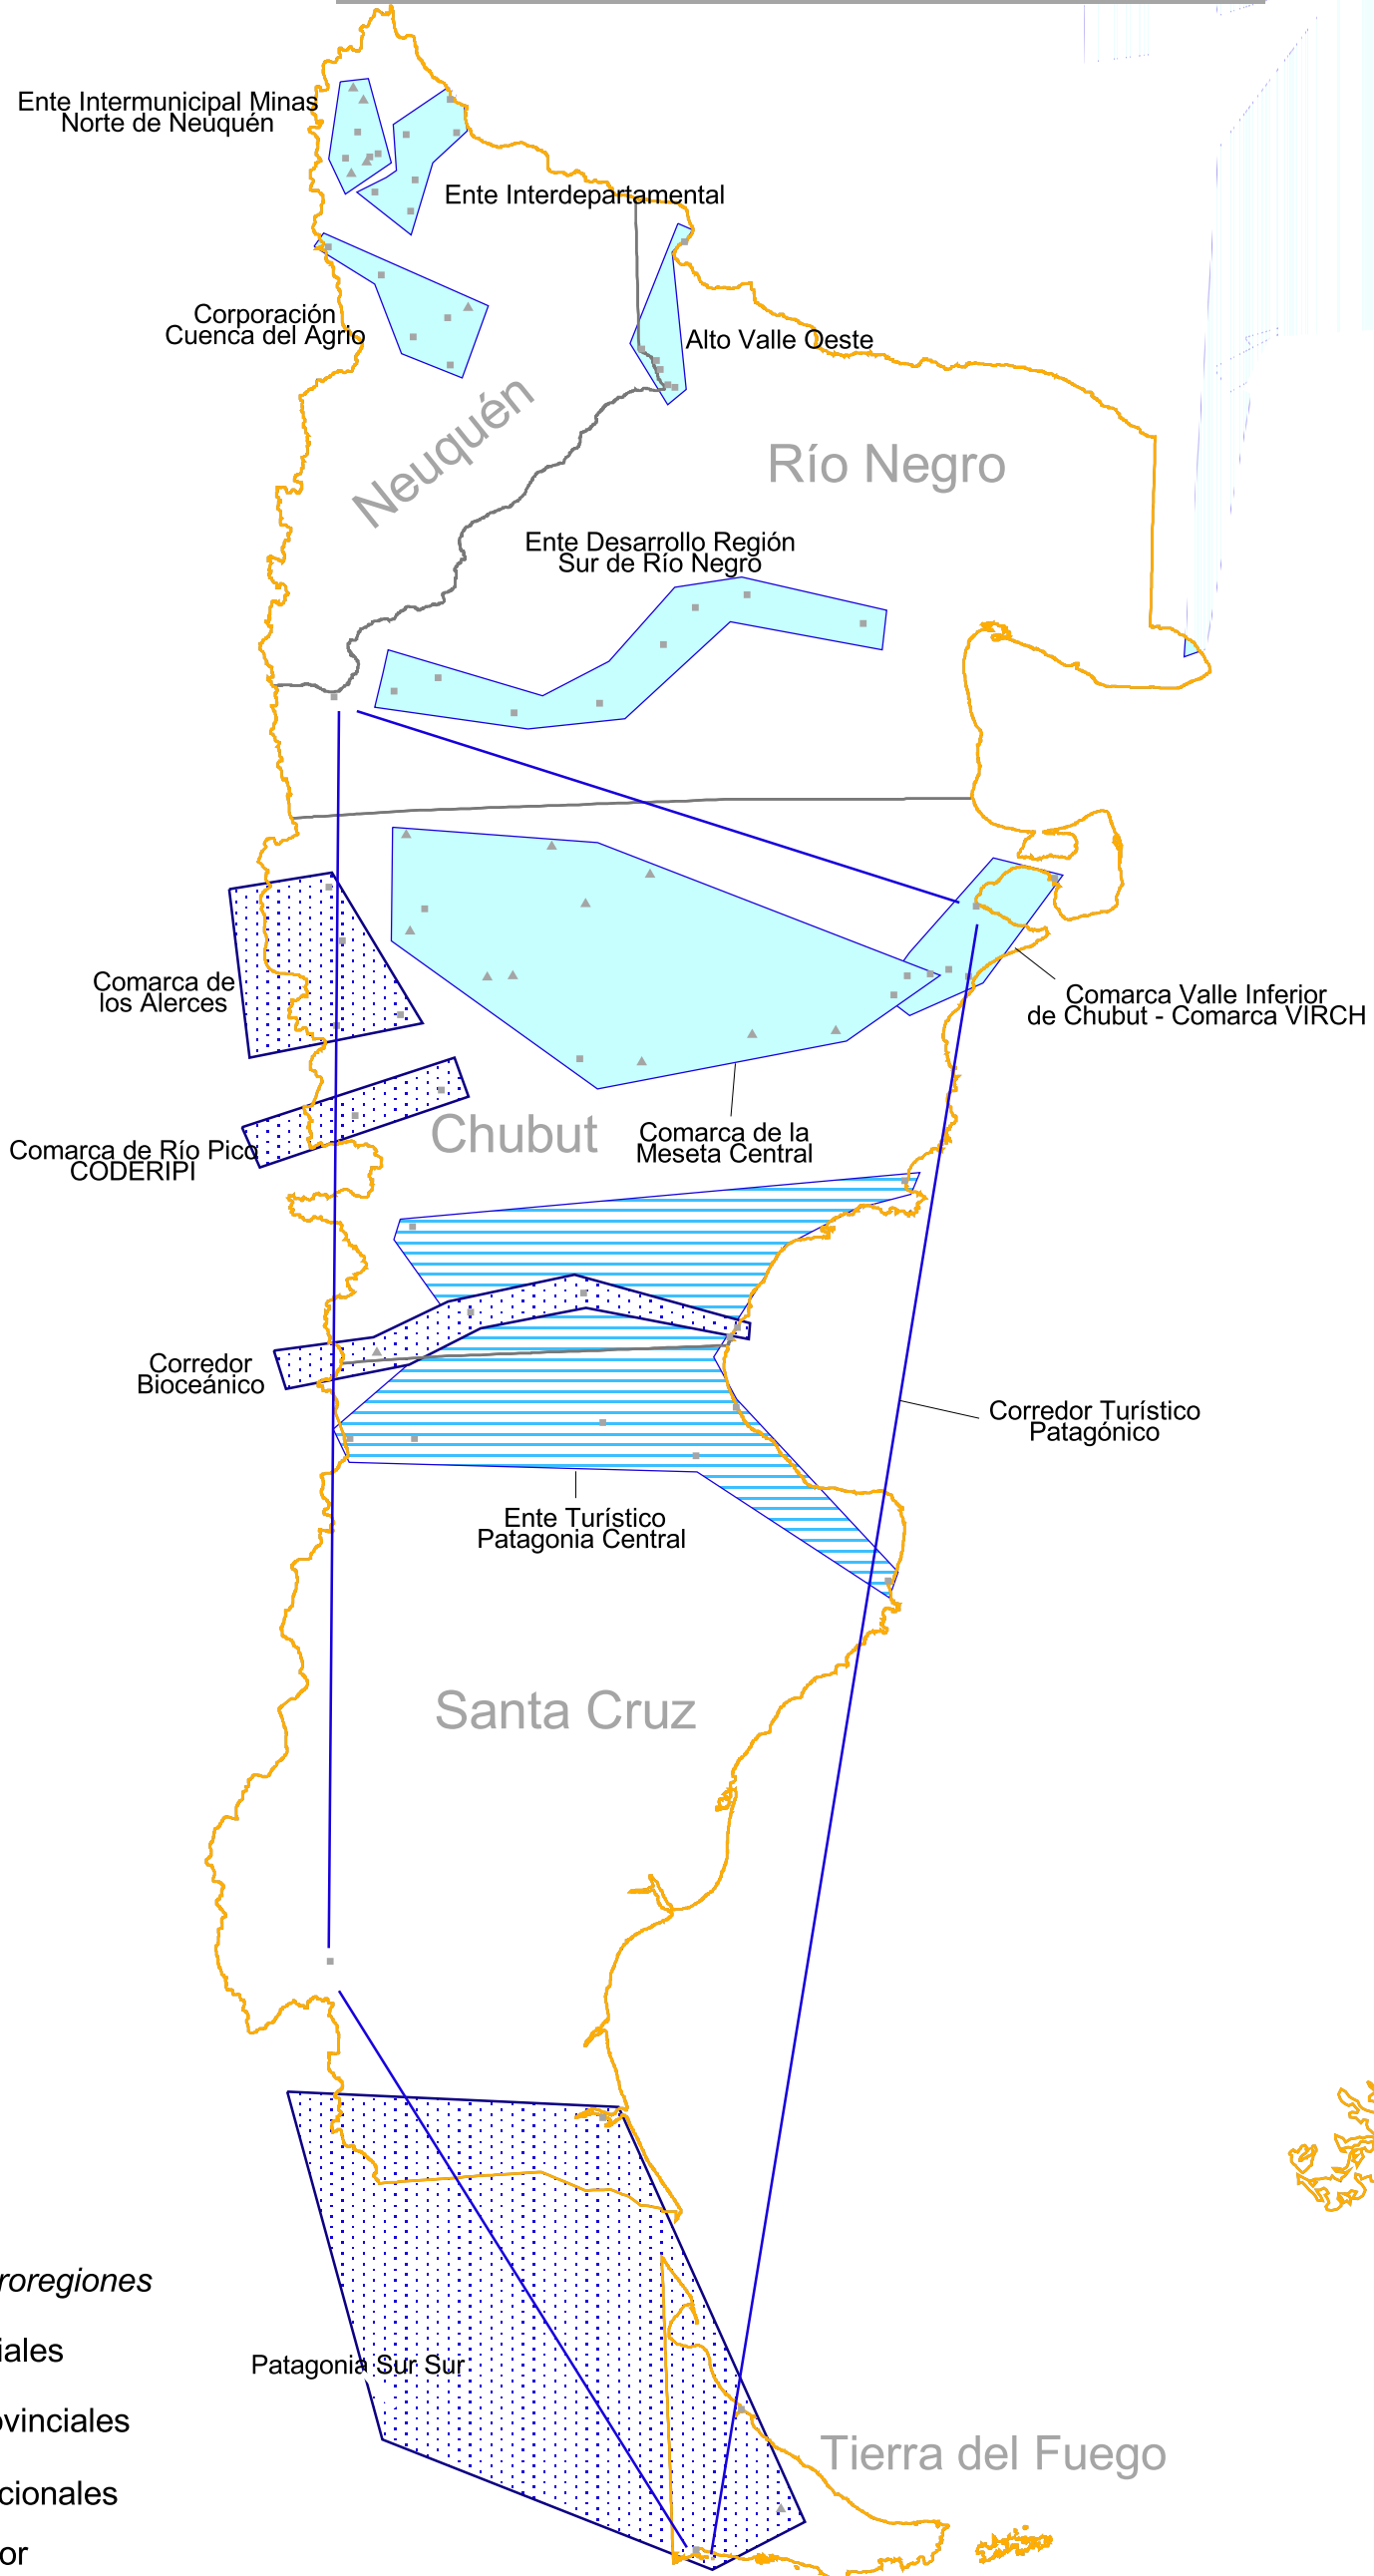 Ente Intermunicipal Minas
Norte de Neuquén
Ente Interdepartamental
Corporación
Cuenca del Agrio
Alto Valle Oeste
Neuquén
Río Negro
Ente Desarrollo Región
Sur de Río Negro
Comarca de
los Alerces
Comarca Valle Inferior
de Chubut - Comarca VIRCH
Chubut
Comarca de la
Meseta Central
Comarca de Río Pico
CODERIPI
Corredor
Bioceánico
Corredor Turístico
Patagónico
Ente Turístico
Patagonia Central
Santa Cruz
roregiones
iales
Patagonia Sur Sur
ovinciales
Tierra del Fuego
cionales
or